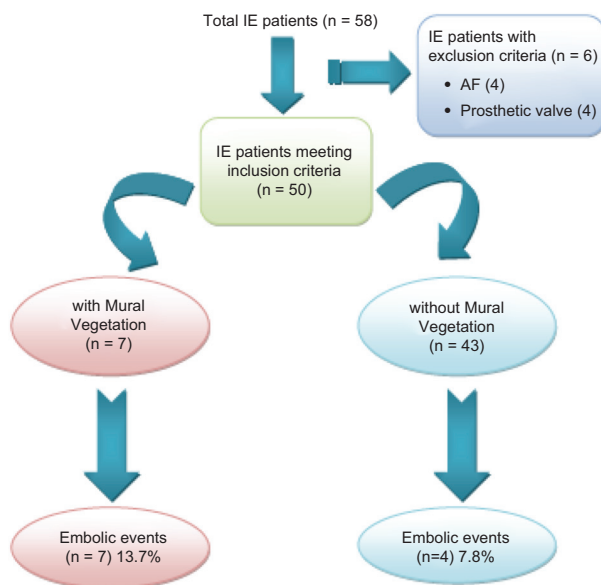 Total IE patients (n = 58)
IE patients with
exclusion criteria (n = 6)
• AF (4)
• Prosthetic valve (4)
IE patients meeting
inclusion criteria
(n = 50)
with Mural
Vegetation
(n = 7)
without Mural
Vegetation
(n = 43)
Embolic events
(n = 7) 13.7%
Embolic events
(n=4) 7.8%